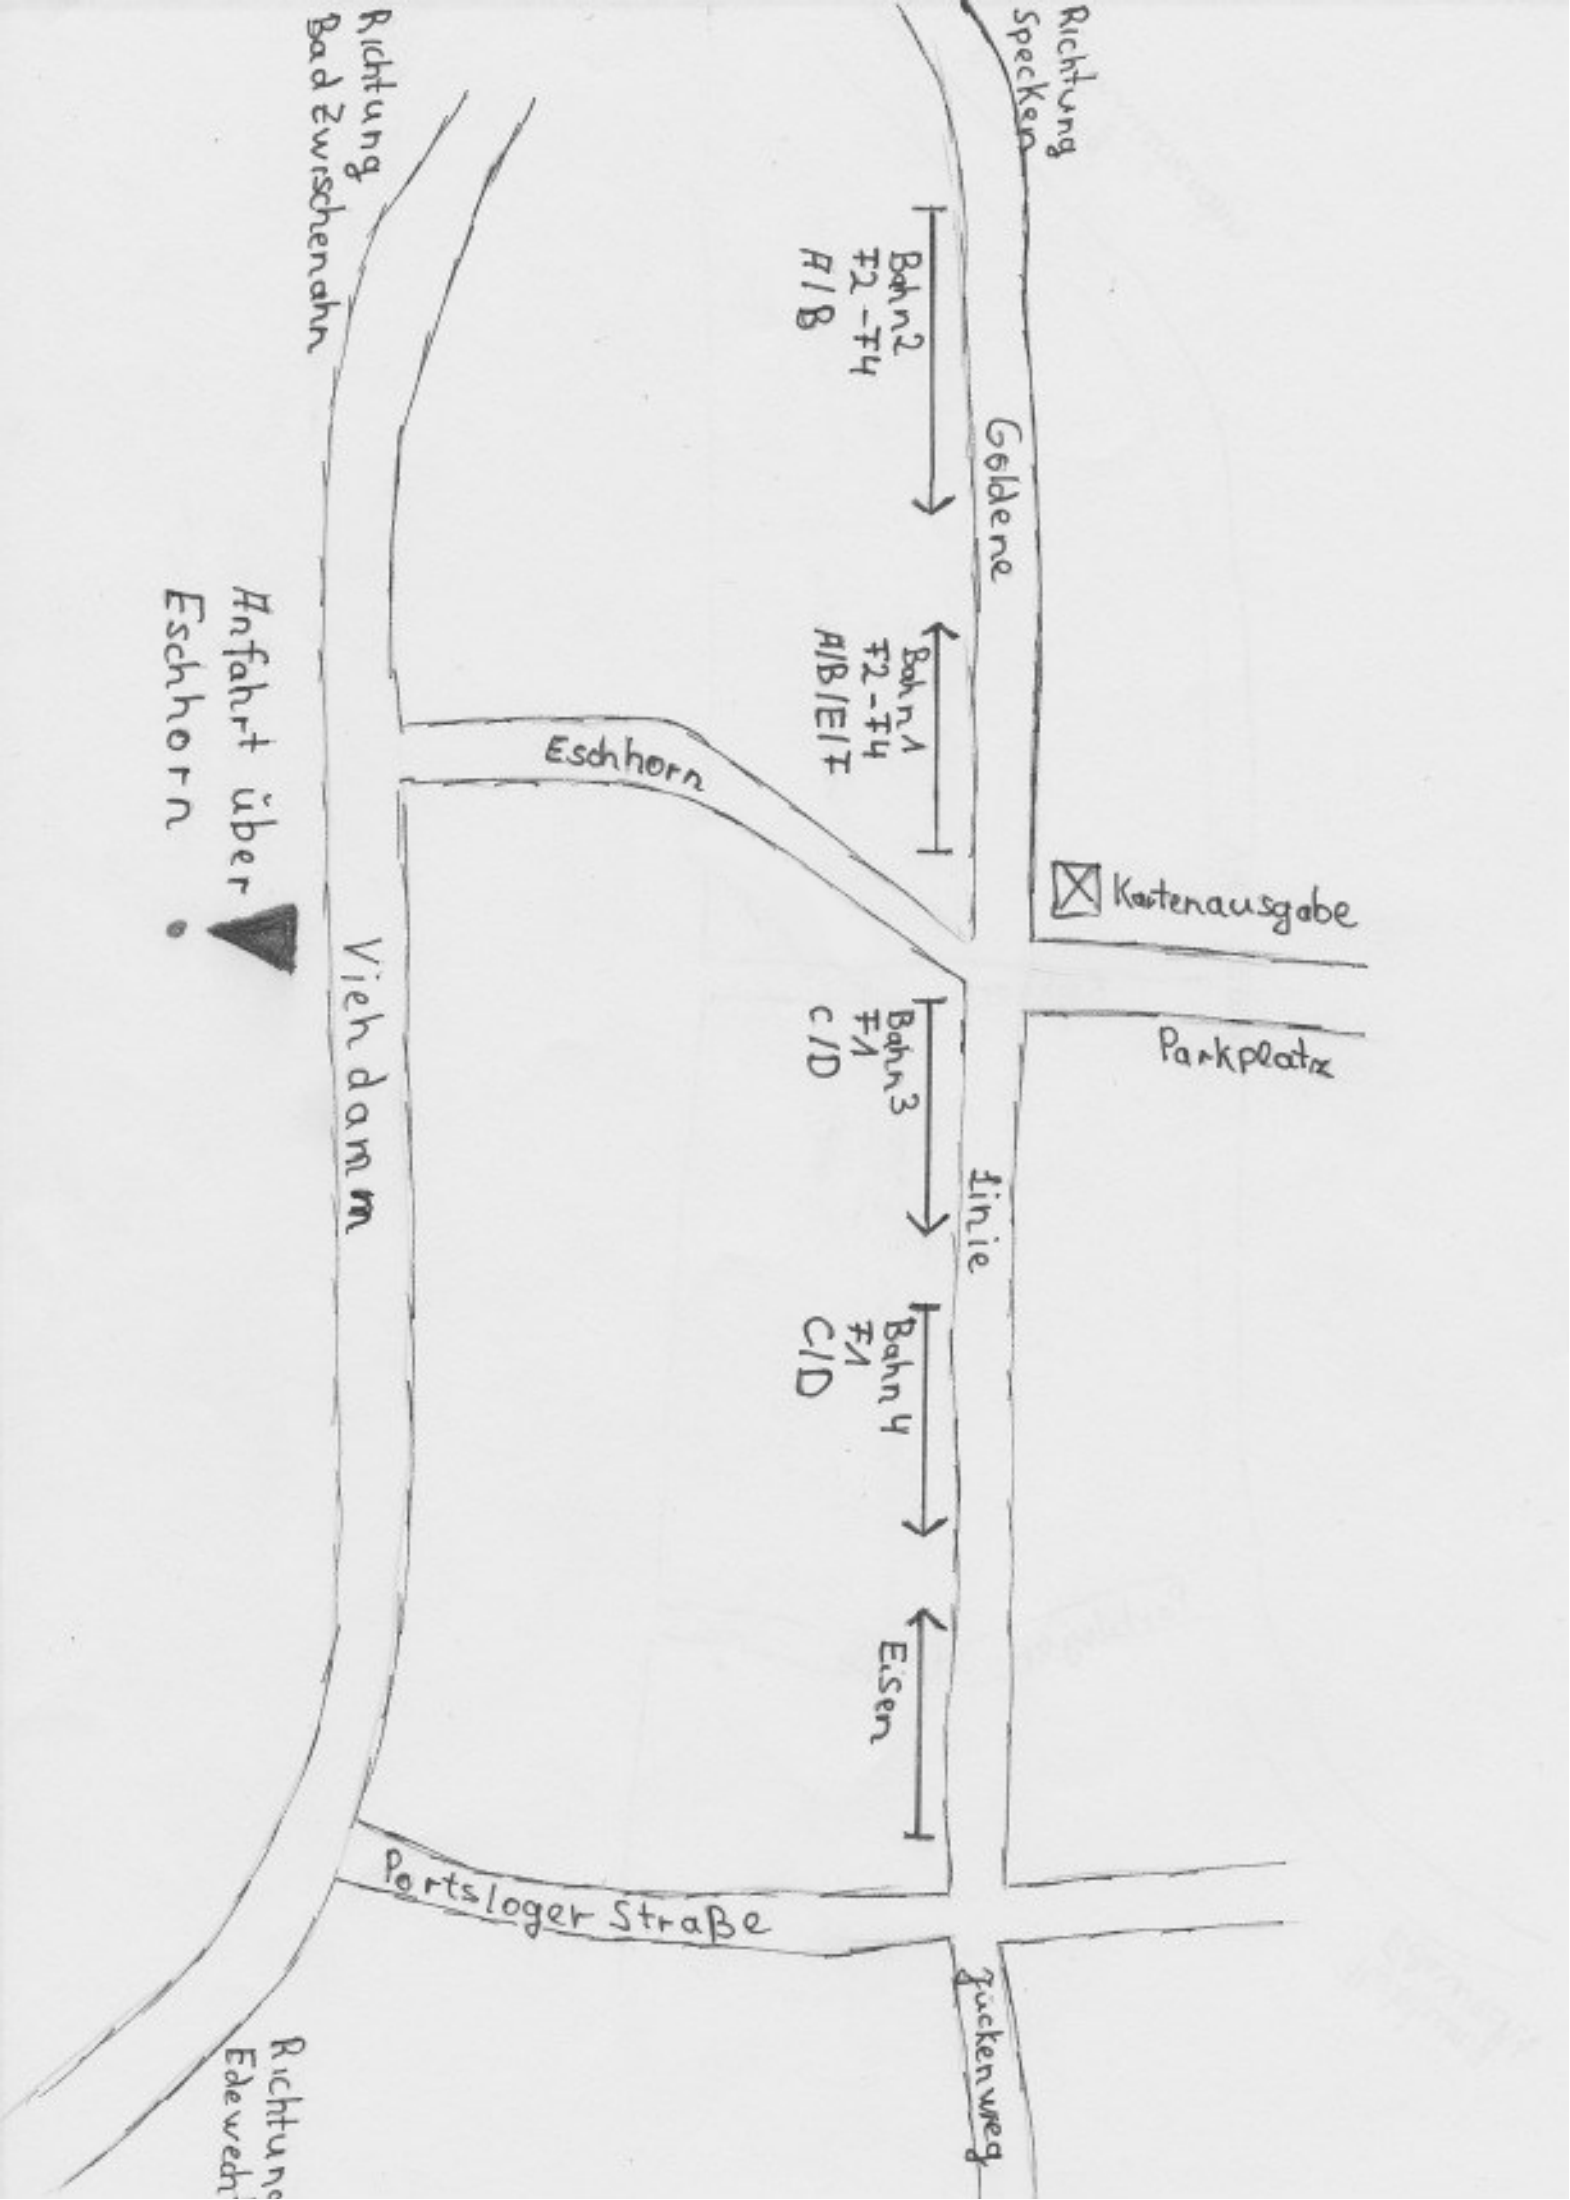 Richtung
Specken
Richtung
Bad Zwischenahn
Bahn 2
F2-F4
A/B
Goldene
Bahn 1
F2-F4
A/B/E/F
Eschhorn
Kartenausgabe
Parkplatz
Anfahrt über
Eschhorn
Viehdamm
Bahn 3
F1
C/D
Linie
Bahn 4
F1
C/D
Eisen
Portsloger Straße
Jückenweg
Richtung
Edewecht